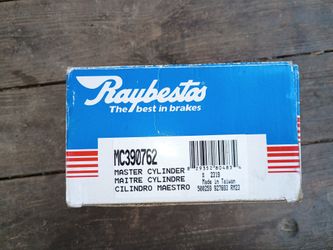 Raybestos
The best in brakes
MC390762
MASTER CYLINDER
MAITRE CYLINDRE
CILINDRO MAESTRO
Made in Taiwan